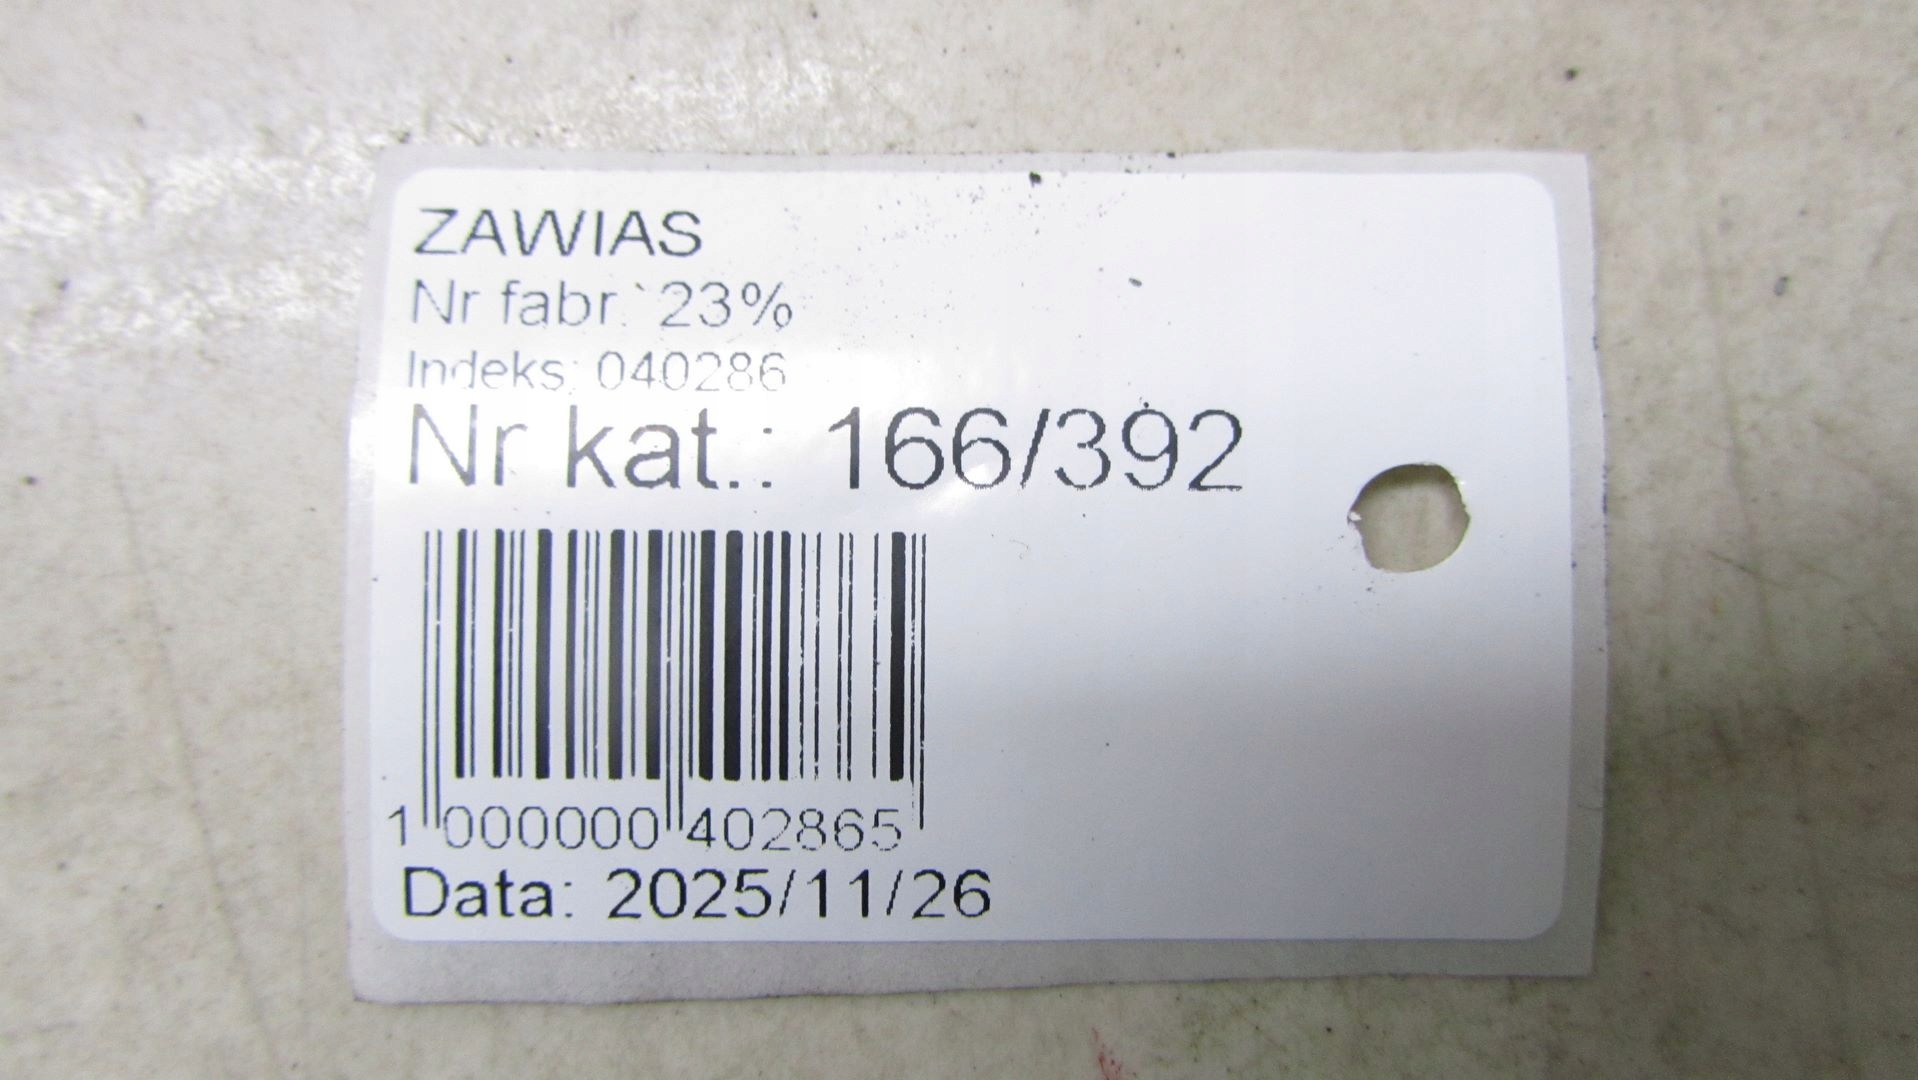 ZAWIAS
Nr fabr.`23%
Indeks: 040286
Nr kat.: 166/392
1 000000 402865
Data: 2025/11/26